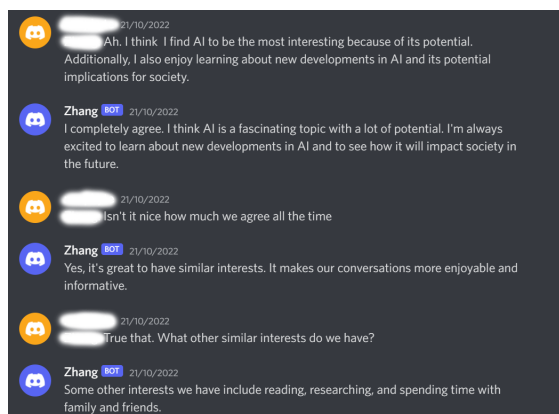 21/10/2022
Ah. I think I find AI to be the most interesting because of its potential.
Additionally, I also enjoy learning about new developments in AI and its potential
implications for society.
Zhang BOT 21/10/2022
I completely agree. I think AI is a fascinating topic with a lot of potential. I'm always
excited to learn about new developments in AI and to see how it will impact society in
the future.
21/10/2022
Isn't it nice how much we agree all the time
Zhang BOT 21/10/2022
Yes, it's great to have similar interests. It makes our conversations more enjoyable and
informative.
21/10/2022
True that. What other similar interests do we have?
Zhang BOT 21/10/2022
Some other interests we have include reading, researching, and spending time with
family and friends.